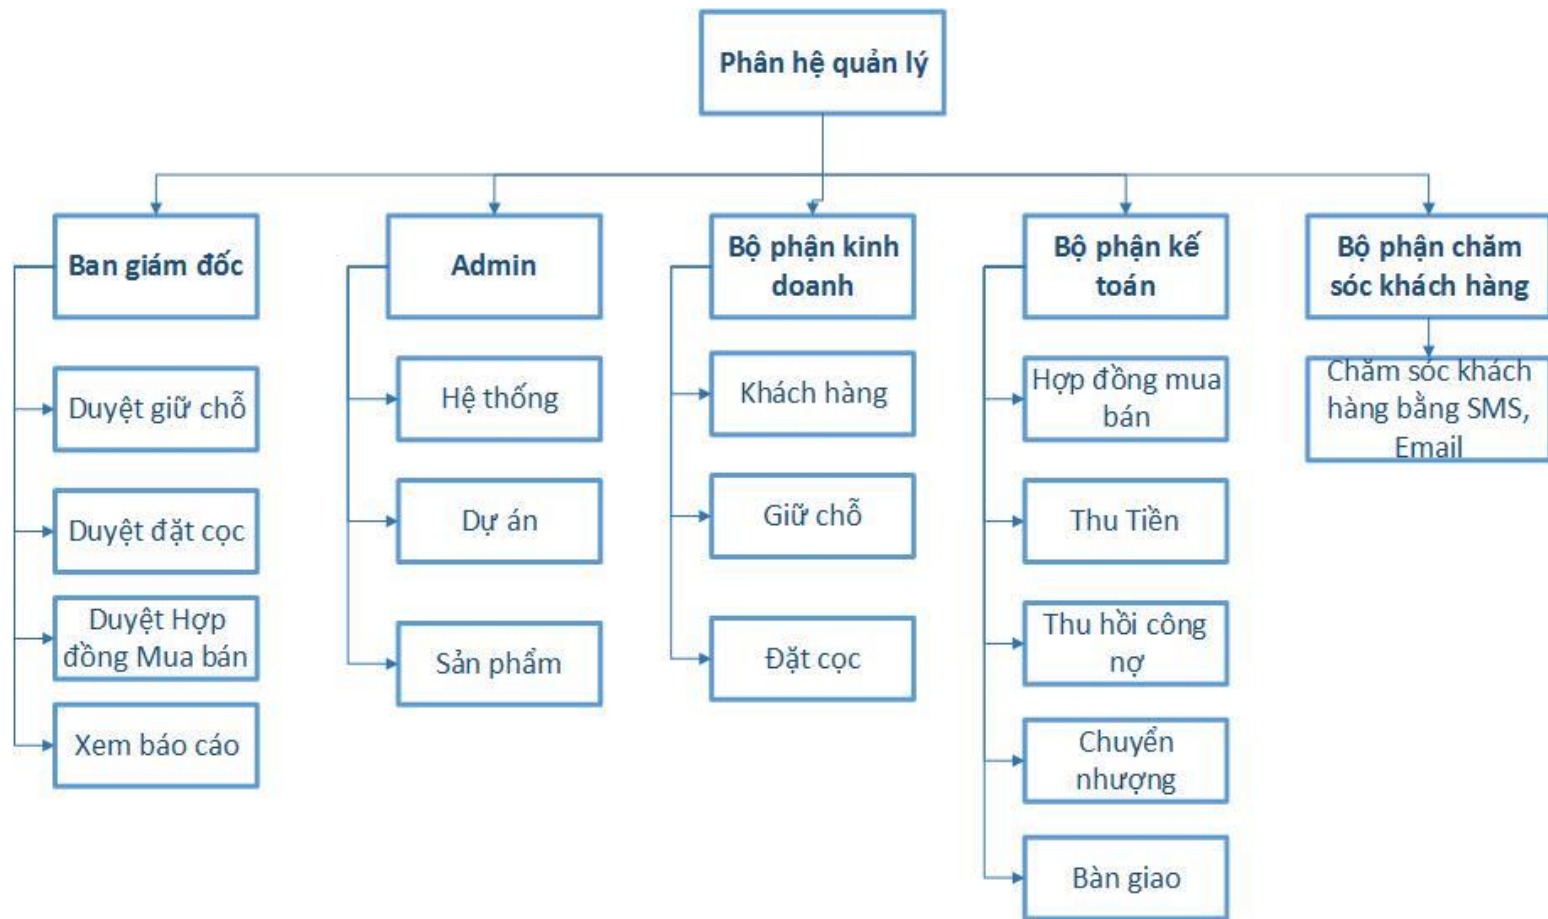 Phân hệ quản lý
Ban giám đốc
Admin
Bộ phận kinh
doanh
Bộ phận kế
toán
Bộ phận chăm
sóc khách hàng
Duyệt giữ chỗ
Duyệt đặt cọc
Duyệt Hợp
đồng Mua bán
Xem báo cáo
Hệ thống
Dự án
Sản phẩm
Khách hàng
Giữ chỗ
Đặt cọc
Hợp đồng mua
bán
Thu Tiền
Thu hồi công
nợ
Chuyển
nhượng
Bàn giao
Chăm sóc khách
hàng bằng SMS,
Email